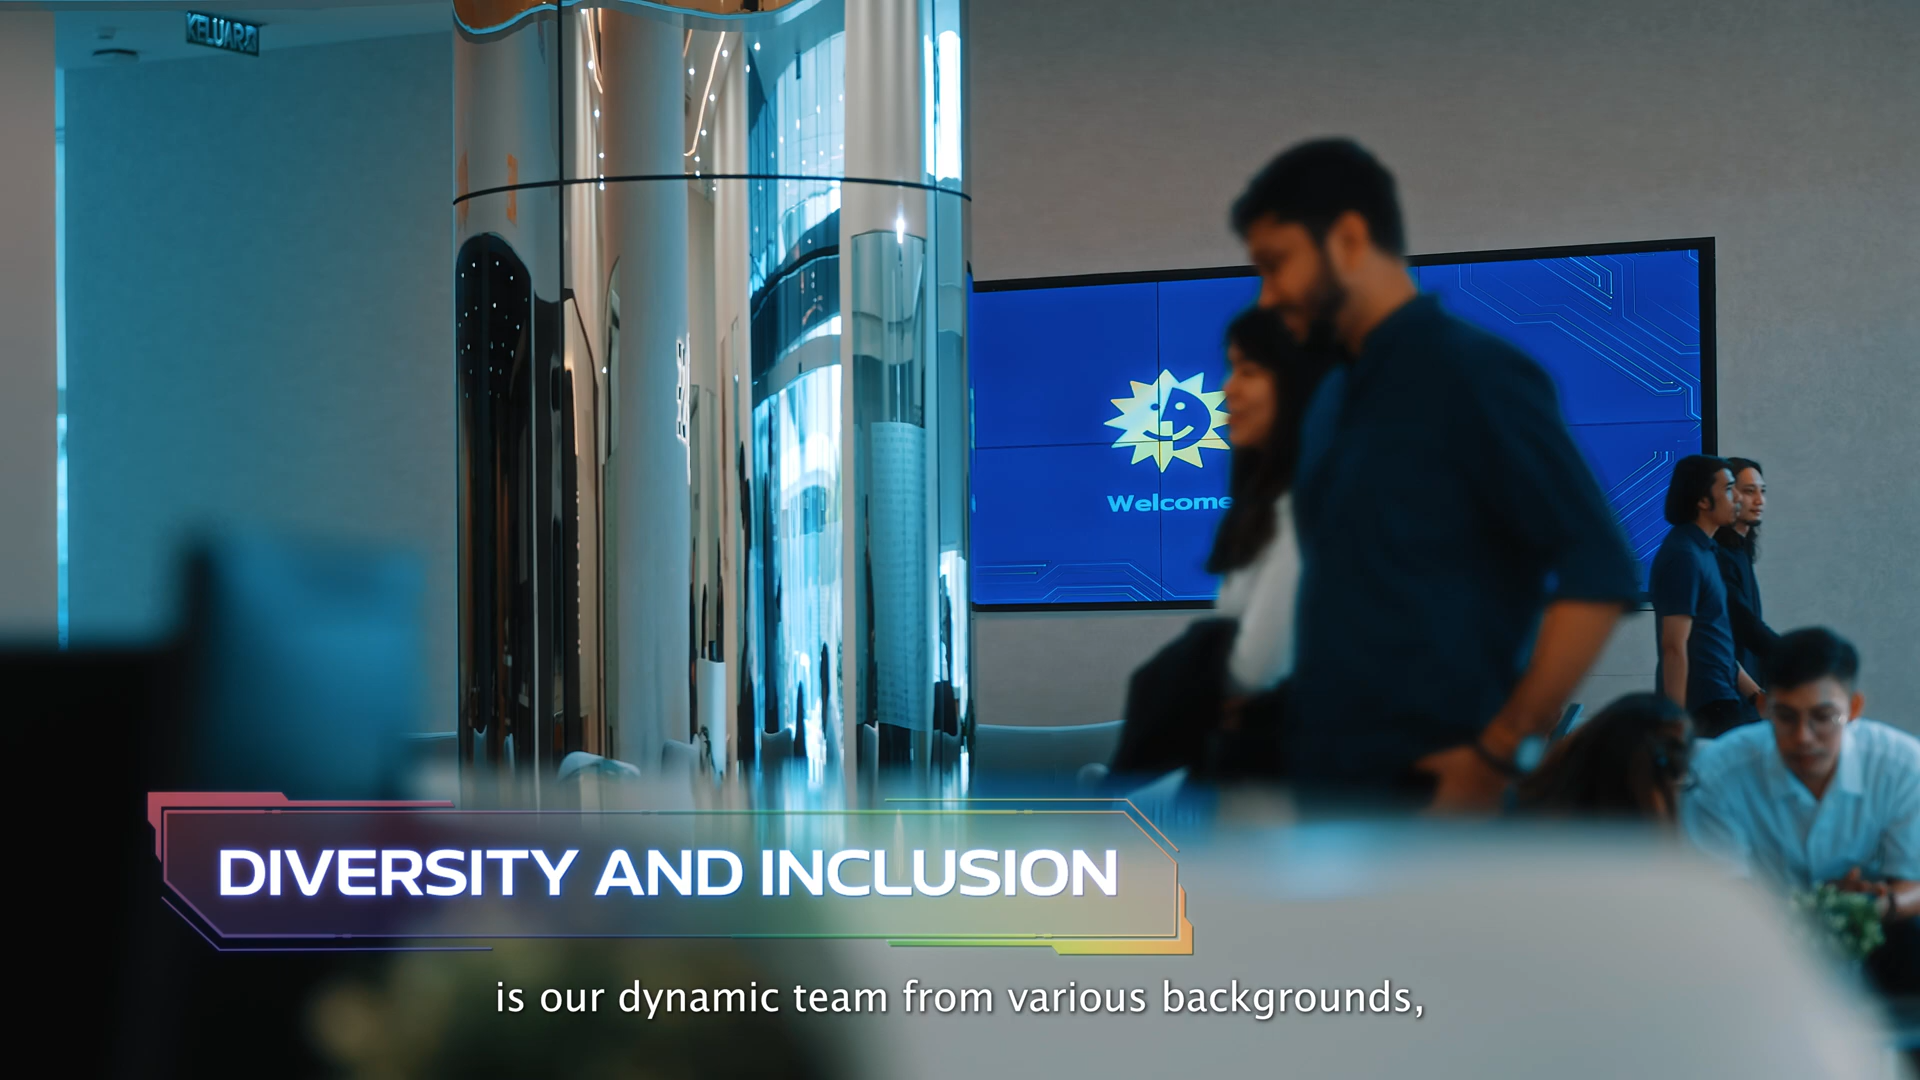 KELUAR
Welcome
DIVERSITY AND INCLUSION
is our dynamic team from various backgrounds,